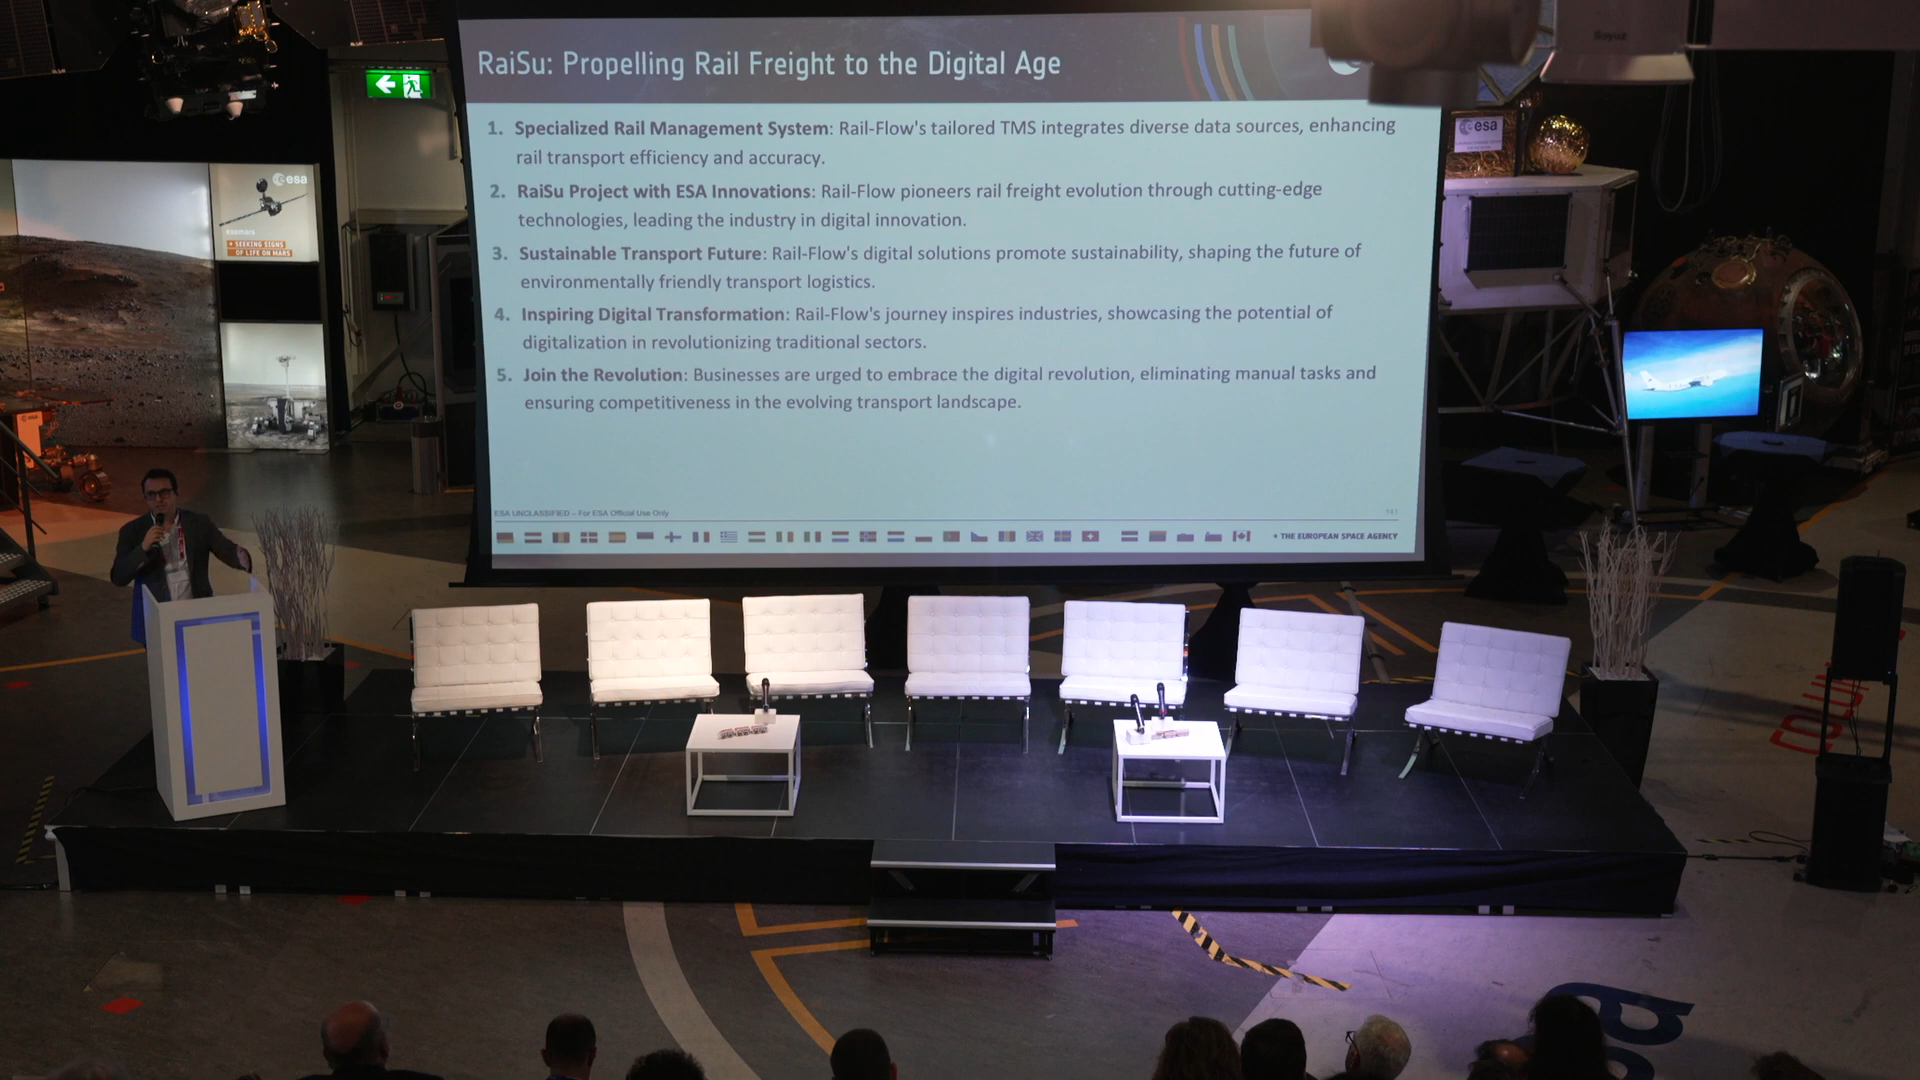 RaiSu: Propelling Rail Freight to the Digital Age
1. Specialized Rail Management System: Rail-Flow's tailored TMS integrates diverse data sources, enhancing
rail transport efficiency and accuracy.
2. RaiSu Project with ESA Innovations: Rail-Flow pioneers rail freight evolution through cutting-edge
technologies, leading the industry in digital innovation.
3. Sustainable Transport Future: Rail-Flow's digital solutions promote sustainability, shaping the future of
environmentally friendly transport logistics.
4. Inspiring Digital Transformation: Rail-Flow's journey inspires industries, showcasing the potential of
digitalization in revolutionizing traditional sectors.
5. Join the Revolution: Businesses are urged to embrace the digital revolution, eliminating manual tasks and
ensuring competitiveness in the evolving transport landscape.
ESA UNCLASSIFIED – For ESA Official Use Only
141
THE EUROPEAN SPACE AGENCY
esa
exomars
SEEKING SIGNS
OF LIFE ON MARS
esa
esa
esa
Soyuz